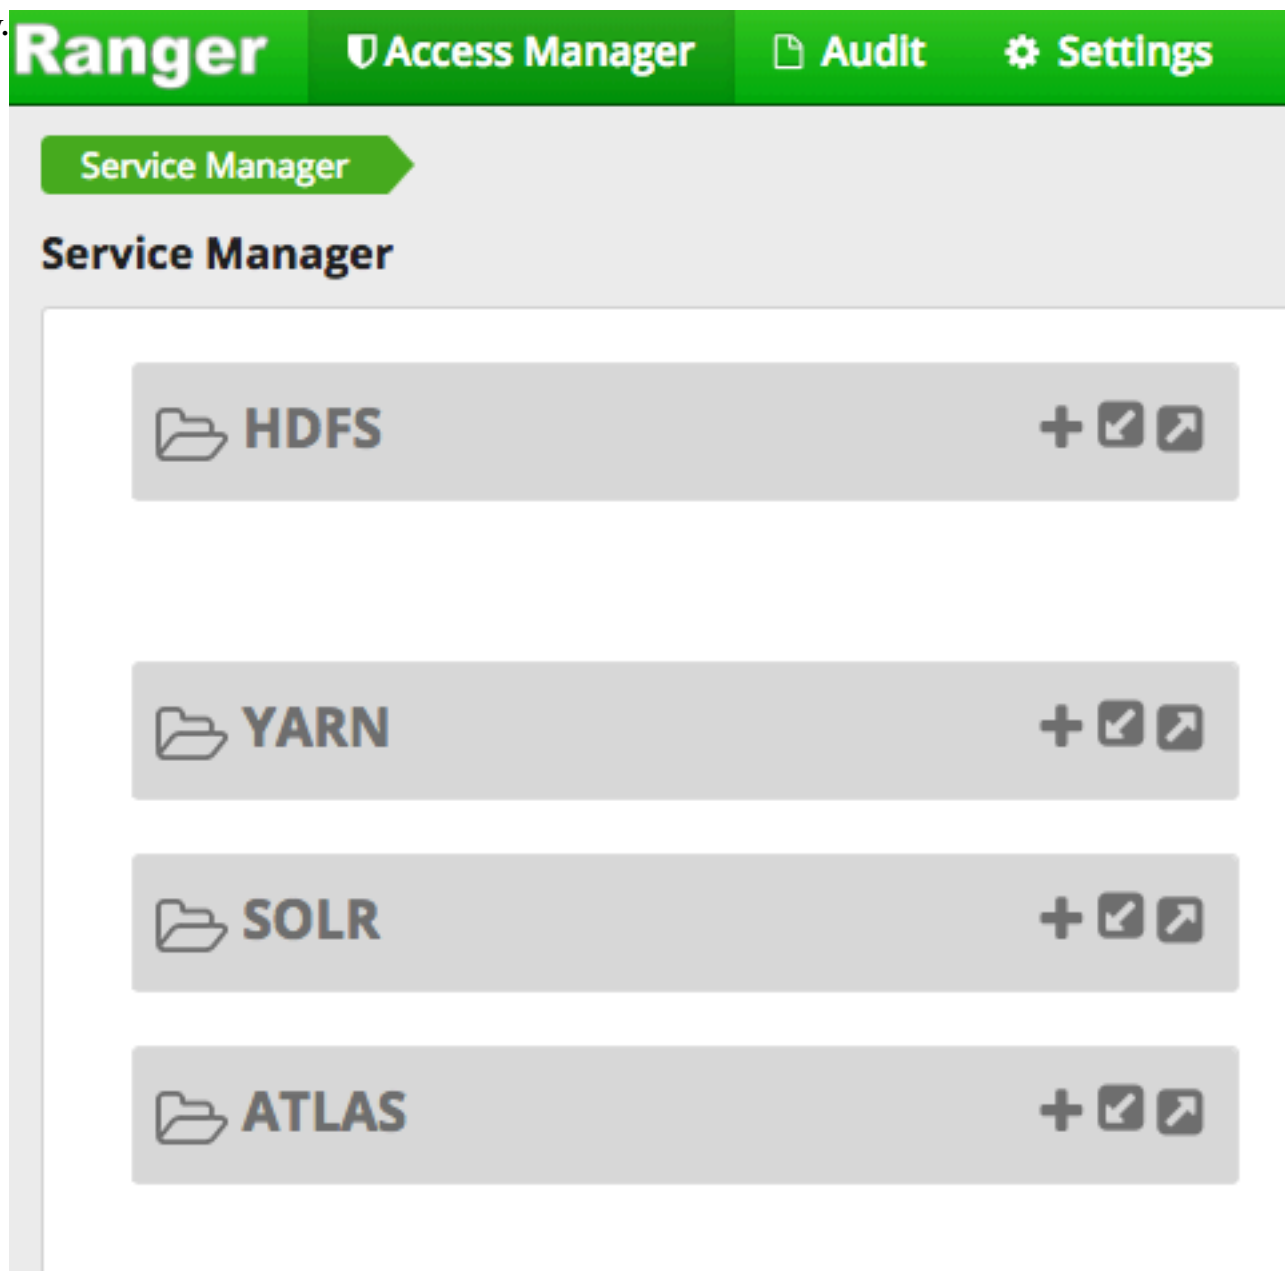 Ranger Access Manager Audit Settings
Service Manager
Service Manager
HDFS
YARN
SOLR
ATLAS